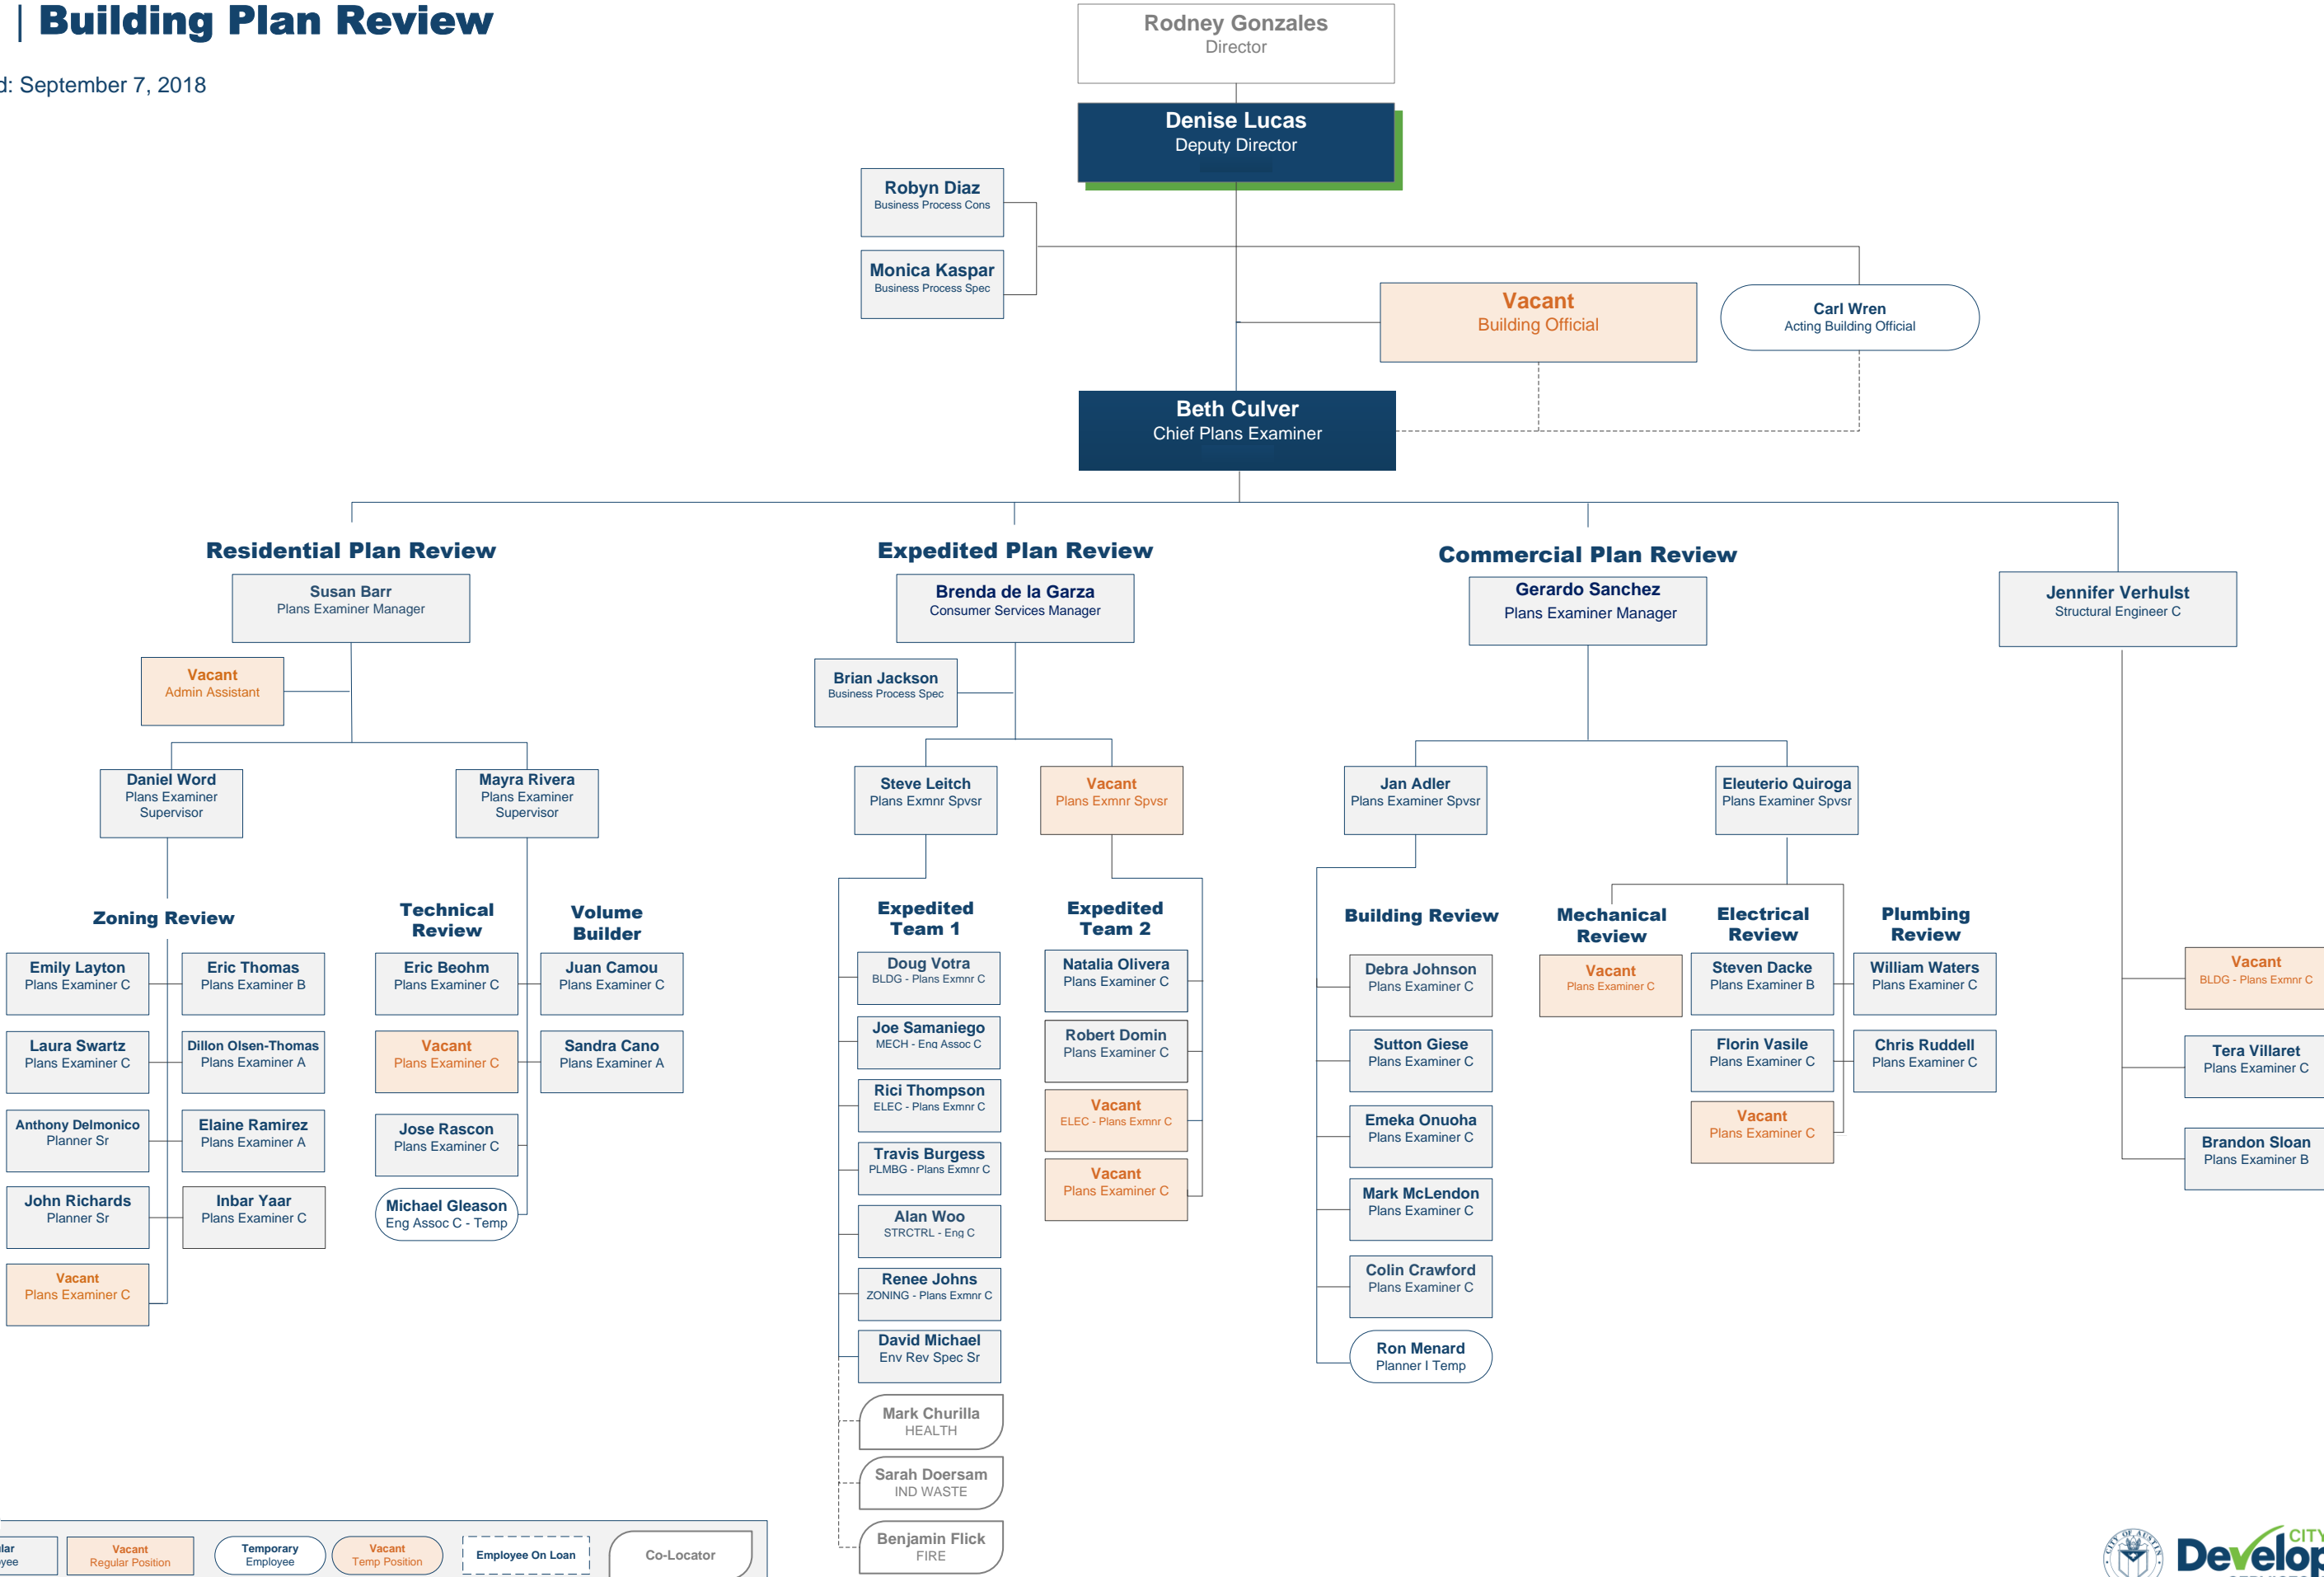 | Building Plan Review
d: September 7, 2018
Rodney Gonzales
Director
Denise Lucas
Deputy Director
Robyn Diaz
Business Process Cons
Monica Kaspar
Business Process Spec
Vacant
Building Official
Carl Wren
Acting Building Official
Beth Culver
Chief Plans Examiner
Residential Plan Review
Susan Barr
Plans Examiner Manager
Vacant
Admin Assistant
Daniel Word
Plans Examiner
Supervisor
Mayra Rivera
Plans Examiner
Supervisor
Zoning Review
Emily Layton
Plans Examiner C
Eric Thomas
Plans Examiner B
Laura Swartz
Plans Examiner C
Dillon Olsen-Thomas
Plans Examiner A
Anthony Delmonico
Planner Sr
Elaine Ramirez
Plans Examiner A
John Richards
Planner Sr
Inbar Yaar
Plans Examiner C
Vacant
Plans Examiner C
Technical
Review
Eric Beohm
Plans Examiner C
Vacant
Plans Examiner C
Jose Rascon
Plans Examiner C
Michael Gleason
Eng Assoc C - Temp
Volume
Builder
Juan Camou
Plans Examiner C
Sandra Cano
Plans Examiner A
Expedited Plan Review
Brenda de la Garza
Consumer Services Manager
Brian Jackson
Business Process Spec
Steve Leitch
Plans Exmnr Spvsr
Vacant
Plans Exmnr Spvsr
Expedited
Team 1
Doug Votra
BLDG - Plans Exmnr C
Joe Samaniego
MECH - Eng Assoc C
Rici Thompson
ELEC - Plans Exmnr C
Travis Burgess
PLMBG - Plans Exmnr C
Alan Woo
STRCTRL - Eng C
Renee Johns
ZONING - Plans Exmnr C
David Michael
Env Rev Spec Sr
Mark Churilla
HEALTH
Sarah Doersam
IND WASTE
Benjamin Flick
FIRE
Expedited
Team 2
Natalia Olivera
Plans Examiner C
Robert Domin
Plans Examiner C
Vacant
ELEC - Plans Exmnr C
Vacant
Plans Examiner C
Commercial Plan Review
Gerardo Sanchez
Plans Examiner Manager
Jan Adler
Plans Examiner Spvsr
Eleuterio Quiroga
Plans Examiner Spvsr
Building Review
Debra Johnson
Plans Examiner C
Sutton Giese
Plans Examiner C
Emeka Onuoha
Plans Examiner C
Mark McLendon
Plans Examiner C
Colin Crawford
Plans Examiner C
Ron Menard
Planner I Temp
Mechanical
Review
Vacant
Plans Examiner C
Electrical
Review
Steven Dacke
Plans Examiner B
Florin Vasile
Plans Examiner C
Vacant
Plans Examiner C
Plumbing
Review
William Waters
Plans Examiner C
Chris Ruddell
Plans Examiner C
Jennifer Verhulst
Structural Engineer C
Vacant
BLDG - Plans Exmnr C
Tera Villaret
Plans Examiner C
Brandon Sloan
Plans Examiner B
lar
yee
Vacant
Regular Position
Temporary
Employee
Vacant
Temp Position
Employee On Loan
Co-Locator
CITY OF AUSTIN
CITY
Develop